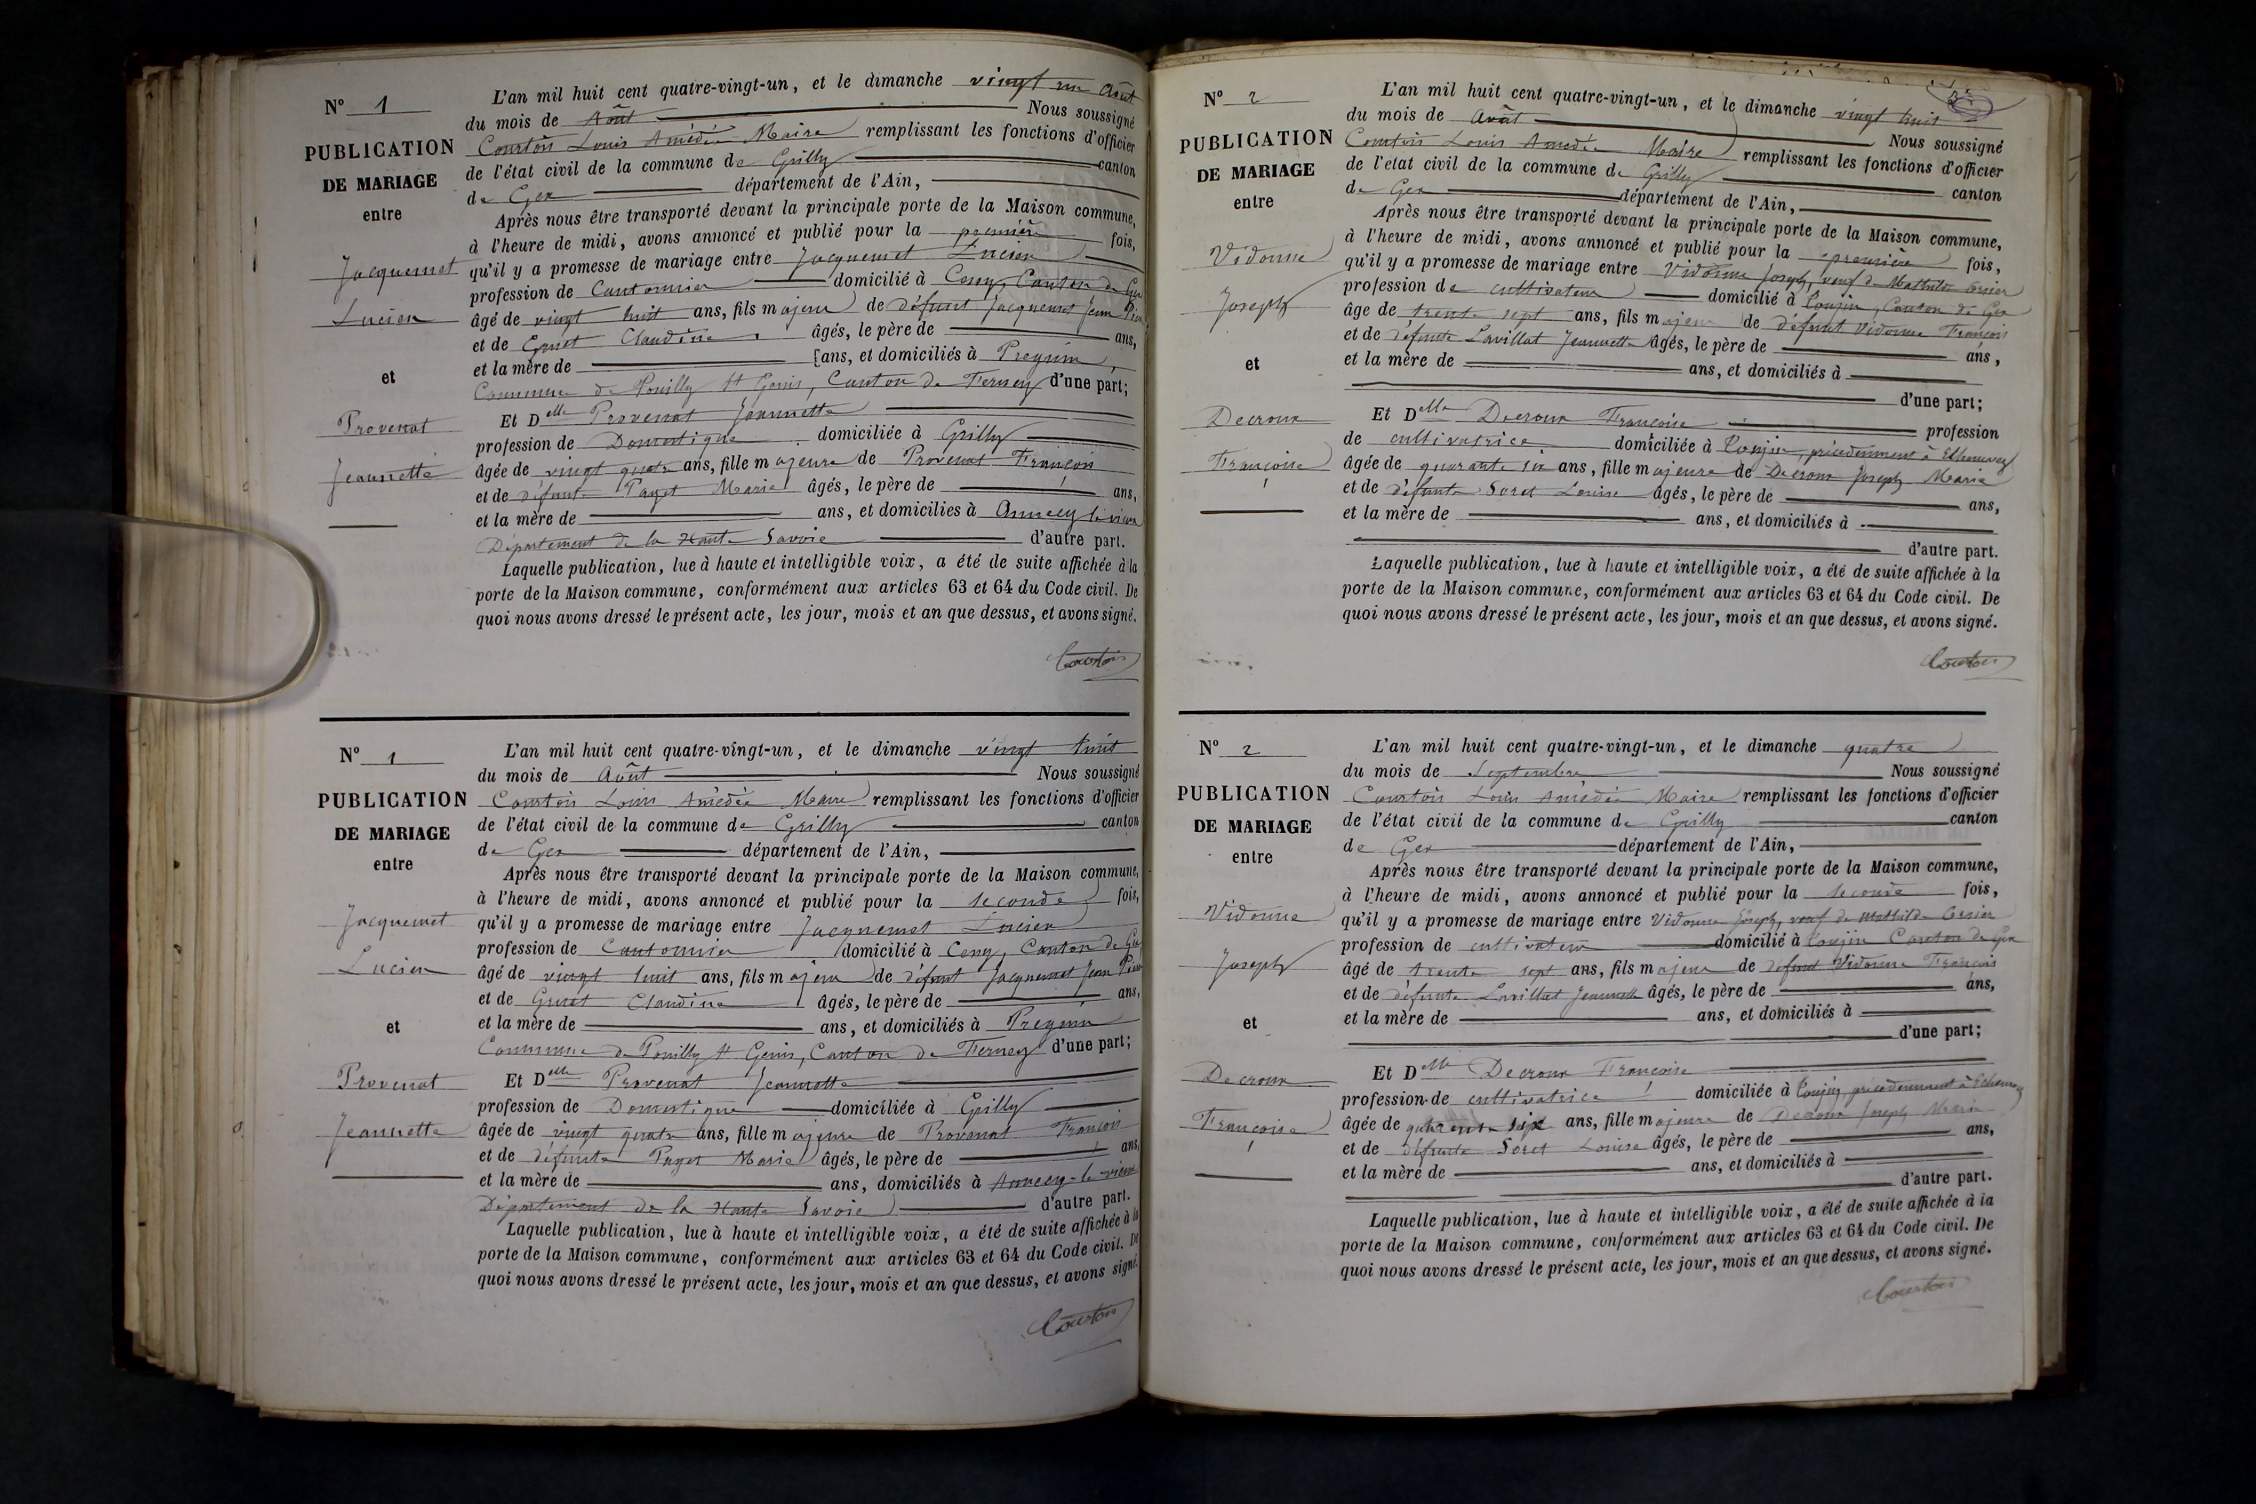 N° 1
PUBLICATION
DE MARIAGE
entre
Jacquemet
Lucien
et
Provenat
Jeannette
L'an mil huit cent quatre-vingt-un, et le dimanche vingt un Août
du mois de Août Nous soussigné
Courtois Louis Amédée Maire remplissant les fonctions d'officier
de l'état civil de la commune de Grilly canton
de Gex département de l'Ain,
Après nous être transporté devant la principale porte de la Maison commune,
à l'heure de midi, avons annoncé et publié pour la première fois,
qu'il y a promesse de mariage entre Jacquemet Lucien
profession de Cantonnier domicilié à Cessy, Canton de Gex
âgé de vingt huit ans, fils majeur de défunt Jacquemet Jean
et de Claudine âgés, le père de ans,
et la mère de ans, et domiciliés à Pregnin,
Commune de Pouilly St Genis, Canton de Ferney d'une part;
Et Delle Provenat Jeannette
profession de Domestique domiciliée à Grilly
âgée de vingt quatre ans, fille majeure de Provenat François
et de défunte Paget Marie âgés, le père de ans,
et la mère de ans, et domiciliés à Annecy le vieux
Département de la Haute Savoie d'autre part.
Laquelle publication, lue à haute et intelligible voix, a été de suite affichée à la
porte de la Maison commune, conformément aux articles 63 et 64 du Code civil. De
quoi nous avons dressé le présent acte, les jour, mois et an que dessus, et avons signé.
Courtois
N° 1
PUBLICATION
DE MARIAGE
entre
Jacquemet
Lucien
et
Provenat
Jeannette
L'an mil huit cent quatre-vingt-un, et le dimanche vingt huit
du mois de Août Nous soussigné
Courtois Louis Amédée Maire remplissant les fonctions d'officier
de l'état civil de la commune de Grilly canton
de Gex département de l'Ain,
Après nous être transporté devant la principale porte de la Maison commune,
à l'heure de midi, avons annoncé et publié pour la seconde fois,
qu'il y a promesse de mariage entre Jacquemet Lucien
profession de Cantonnier domicilié à Cessy, Canton de Gex
âgé de vingt huit ans, fils majeur de défunt Jacquemet Jean
et de Claudine âgés, le père de ans,
et la mère de ans, et domiciliés à Prégnin
Commune de Pouilly St Genis, Canton de Ferney d'une part;
Et Delle Provenat Jeannette
profession de Domestique domiciliée à Grilly
âgée de vingt quatre ans, fille majeure de Provenat François
et de défunte Paget Marie âgés, le père de ans,
et la mère de ans, domiciliés à Annecy-le-vieux
Département de la Haute Savoie d'autre part.
Laquelle publication, lue à haute et intelligible voix, a été de suite affichée à la
porte de la Maison commune, conformément aux articles 63 et 64 du Code civil. De
quoi nous avons dressé le présent acte, les jour, mois et an que dessus, et avons signé.
Courtois
N° 2
PUBLICATION
DE MARIAGE
entre
Vidonne
Joseph
et
Decroux
Françoise
L'an mil huit cent quatre-vingt-un, et le dimanche vingt huit
du mois de Août Nous soussigné
Courtois Louis Amédée Maire remplissant les fonctions d'officier
de l'état civil de la commune de Grilly canton
de Gex département de l'Ain,
Après nous être transporté devant la principale porte de la Maison commune,
à l'heure de midi, avons annoncé et publié pour la première fois,
qu'il y a promesse de mariage entre Vidonne Joseph, veuf de Mathilde
profession de cultivateur domicilié à Canton de Gex
âgé de trente sept ans, fils majeur de défunt Vidonne François
et de défunte Lavillat Jeannette âgés, le père de ans,
et la mère de ans, et domiciliés à
d'une part;
Et Delle Decroux Françoise profession
de cultivatrice domiciliée à précédemment à Echenevex
âgée de quarante six ans, fille majeure de Decroux Joseph Marie
et de défunte Soret Louise âgés, le père de ans,
et la mère de ans, et domiciliés à
d'autre part.
Laquelle publication, lue à haute et intelligible voix, a été de suite affichée à la
porte de la Maison commune, conformément aux articles 63 et 64 du Code civil. De
quoi nous avons dressé le présent acte, les jour, mois et an que dessus, et avons signé.
Courtois
N° 2
PUBLICATION
DE MARIAGE
entre
Vidonne
Joseph
et
Decroux
Françoise
L'an mil huit cent quatre-vingt-un, et le dimanche quatre
du mois de Septembre Nous soussigné
Courtois Louis Amédée Maire remplissant les fonctions d'officier
de l'état civil de la commune de Grilly canton
de Gex département de l'Ain,
Après nous être transporté devant la principale porte de la Maison commune,
à l'heure de midi, avons annoncé et publié pour la seconde fois,
qu'il y a promesse de mariage entre Vidonne Joseph, veuf de Mathilde
profession de cultivateur domicilié à Canton de Gex
âgé de trente sept ans, fils majeur de défunt Vidonne François
et de défunte Lavillat Jeannette âgés, le père de ans,
et la mère de ans, et domiciliés à
d'une part;
Et Delle Decroux Françoise
profession de cultivatrice domiciliée à précédemment à Echenevex
âgée de quarante six ans, fille majeure de Decroux Joseph Marie
et de défunte Soret Louise âgés, le père de ans,
et la mère de ans, et domiciliés à
d'autre part.
Laquelle publication, lue à haute et intelligible voix, a été de suite affichée à la
porte de la Maison commune, conformément aux articles 63 et 64 du Code civil. De
quoi nous avons dressé le présent acte, les jour, mois et an que dessus, et avons signé.
Courtois